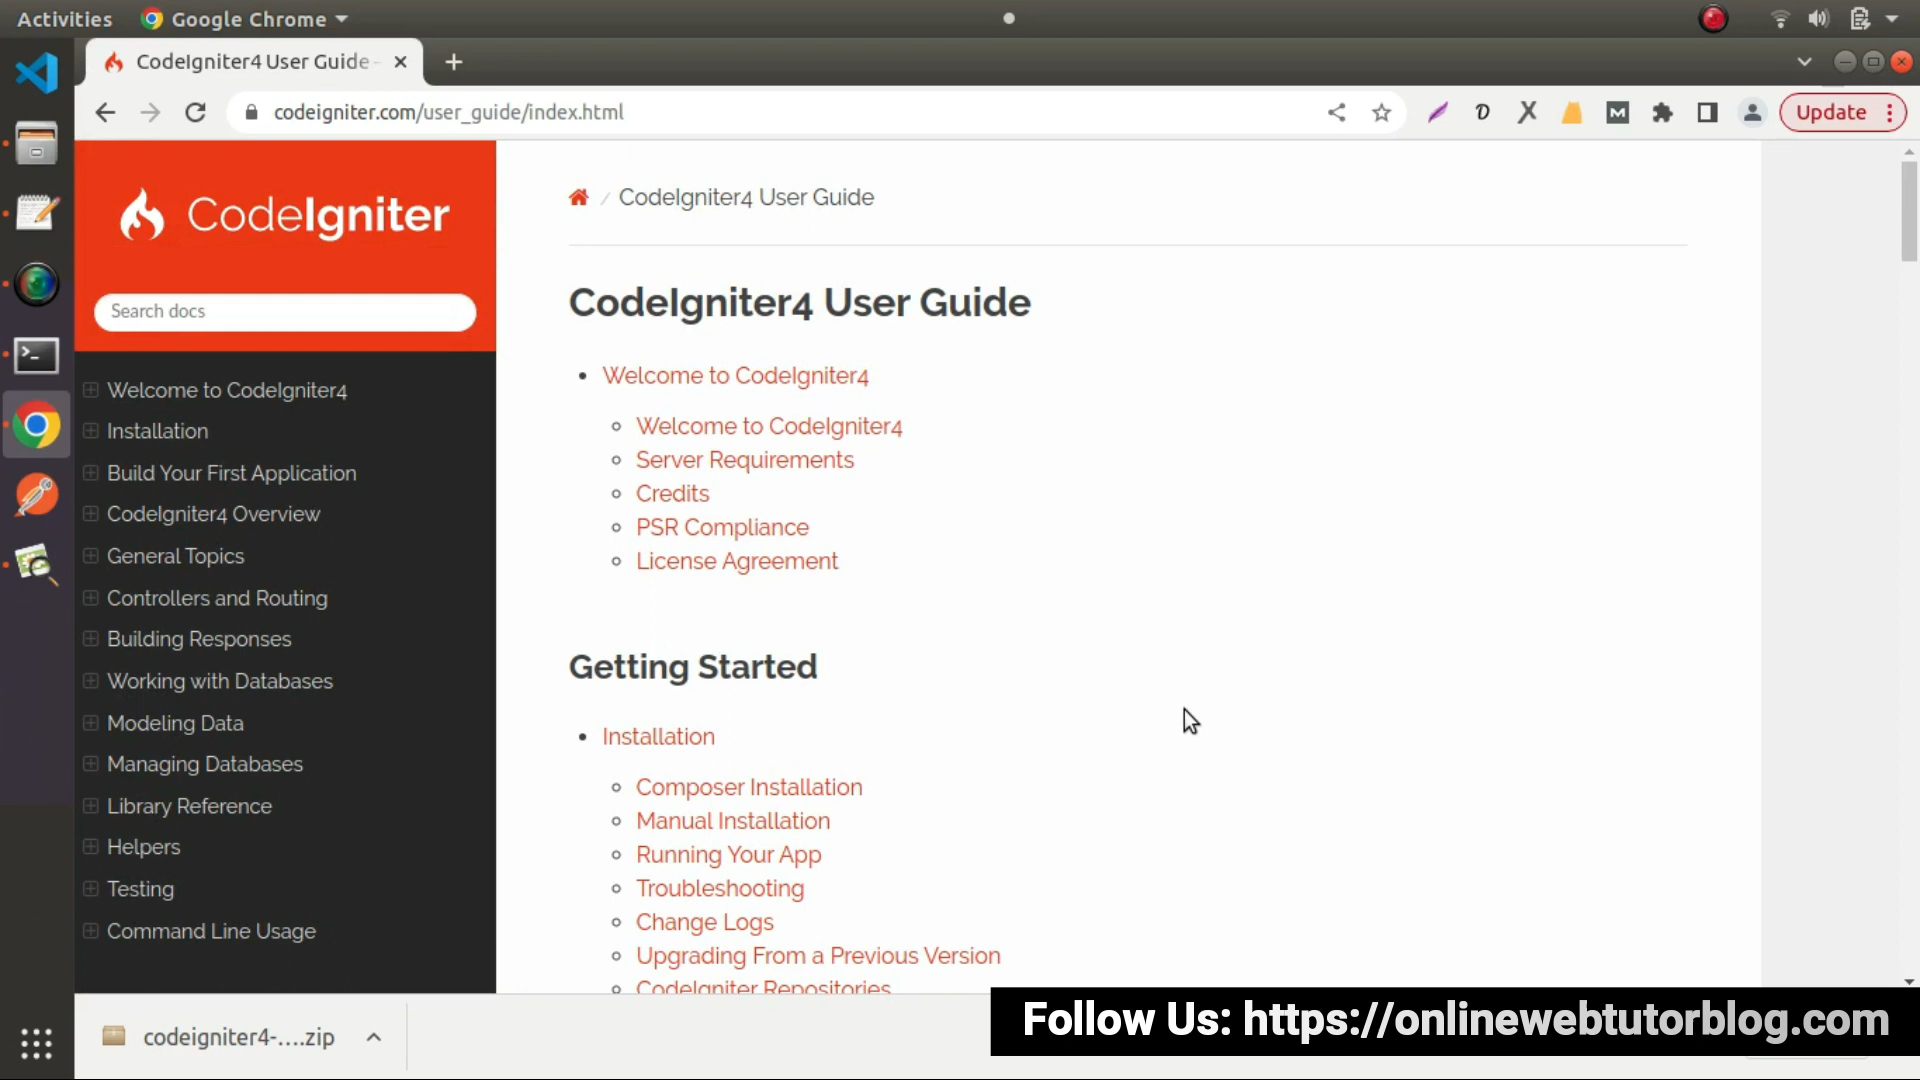 Activities
Google Chrome
CodeIgniter4 User Guide -
codeigniter.com/user_guide/index.html
Update
CodeIgniter
Search docs
Welcome to CodeIgniter4
Installation
Build Your First Application
CodeIgniter4 Overview
General Topics
Controllers and Routing
Building Responses
Working with Databases
Modeling Data
Managing Databases
Library Reference
Helpers
Testing
Command Line Usage
/ CodeIgniter4 User Guide
CodeIgniter4 User Guide
Welcome to CodeIgniter4
Welcome to CodeIgniter4
Server Requirements
Credits
PSR Compliance
License Agreement
Getting Started
Installation
Composer Installation
Manual Installation
Running Your App
Troubleshooting
Change Logs
Upgrading From a Previous Version
CodeIgniter Repositories
codeigniter4-....zip
Follow Us: https://onlinewebtutorblog.com